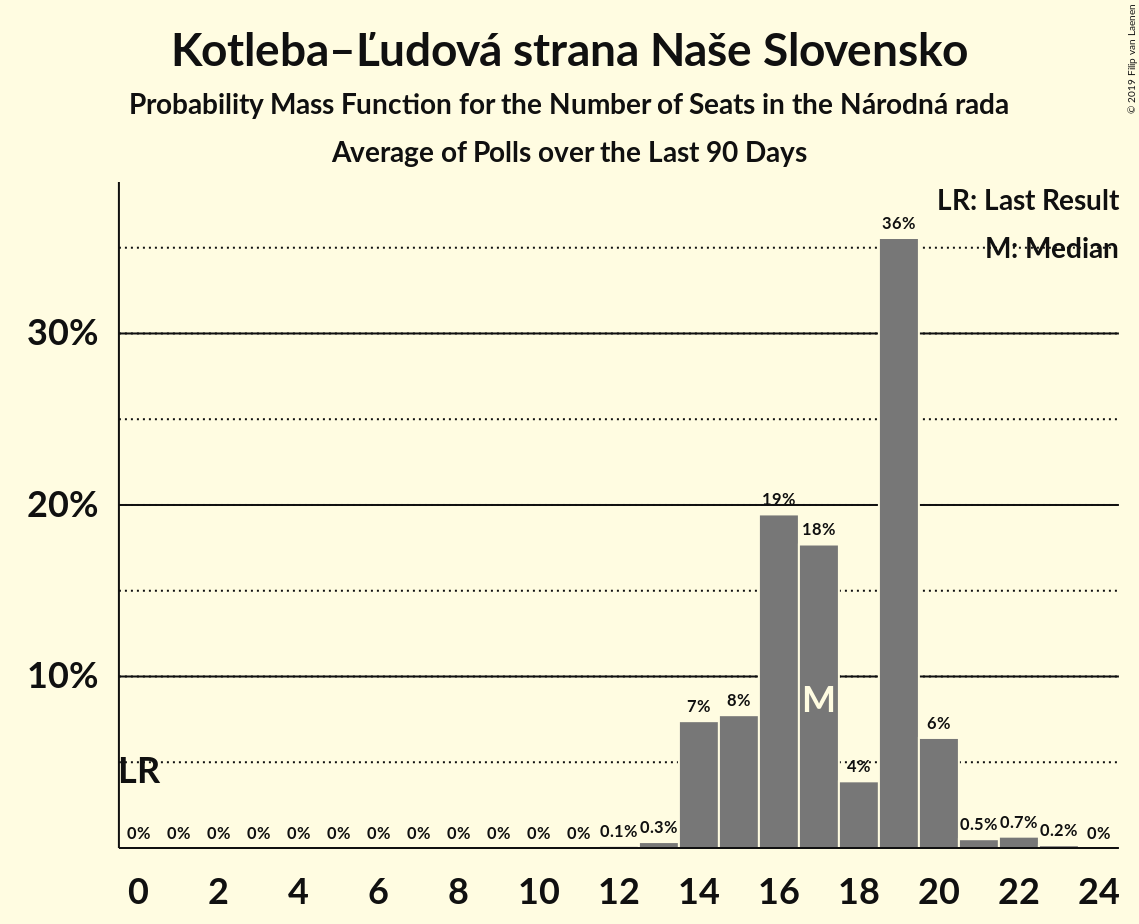 Kotleba–Ľudová strana Naše Slovensko
Probability Mass Function for the Number of Seats in the Národná rada
Average of Polls over the Last 90 Days
© 2019 Filip van Laenen
LR: Last Result
M: Median
36%
30%
20%
19%
18%
10%
7%
8%
M
6%
4%
LR
0% 0% 0% 0% 0% 0% 0% 0% 0% 0% 0% 0% 0.1% 0.3% 0.5% 0.7% 0.2% 0%
0 2 4 6 8 10 12 14 16 18 20 22 24